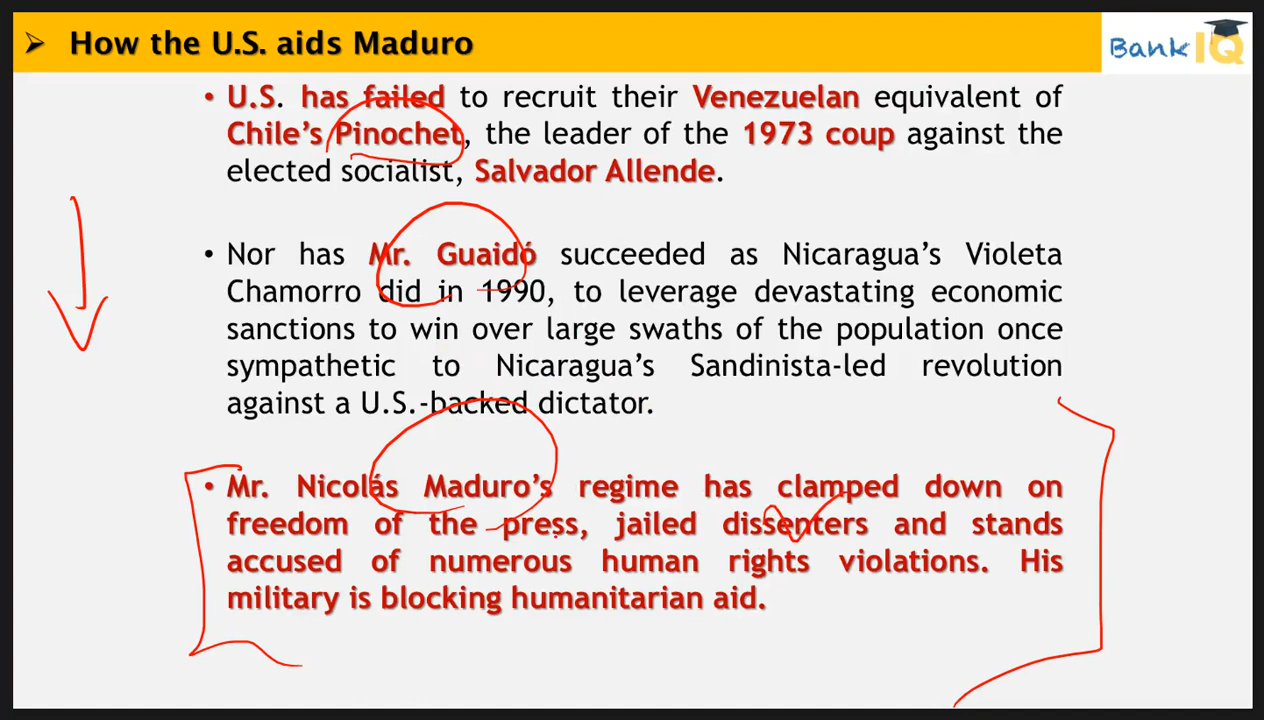 ➢ How the U.S. aids Maduro
Bank IQ
• U.S. has failed to recruit their Venezuelan equivalent of
Chile's Pinochet, the leader of the 1973 coup against the
elected socialist, Salvador Allende.
• Nor has Mr. Guaidó succeeded as Nicaragua's Violeta
Chamorro did in 1990, to leverage devastating economic
sanctions to win over large swaths of the population once
sympathetic to Nicaragua's Sandinista-led revolution
against a U.S.-backed dictator.
• Mr. Nicolás Maduro's regime has clamped down on
freedom of the press, jailed dissenters and stands
accused of numerous human rights violations. His
military is blocking humanitarian aid.